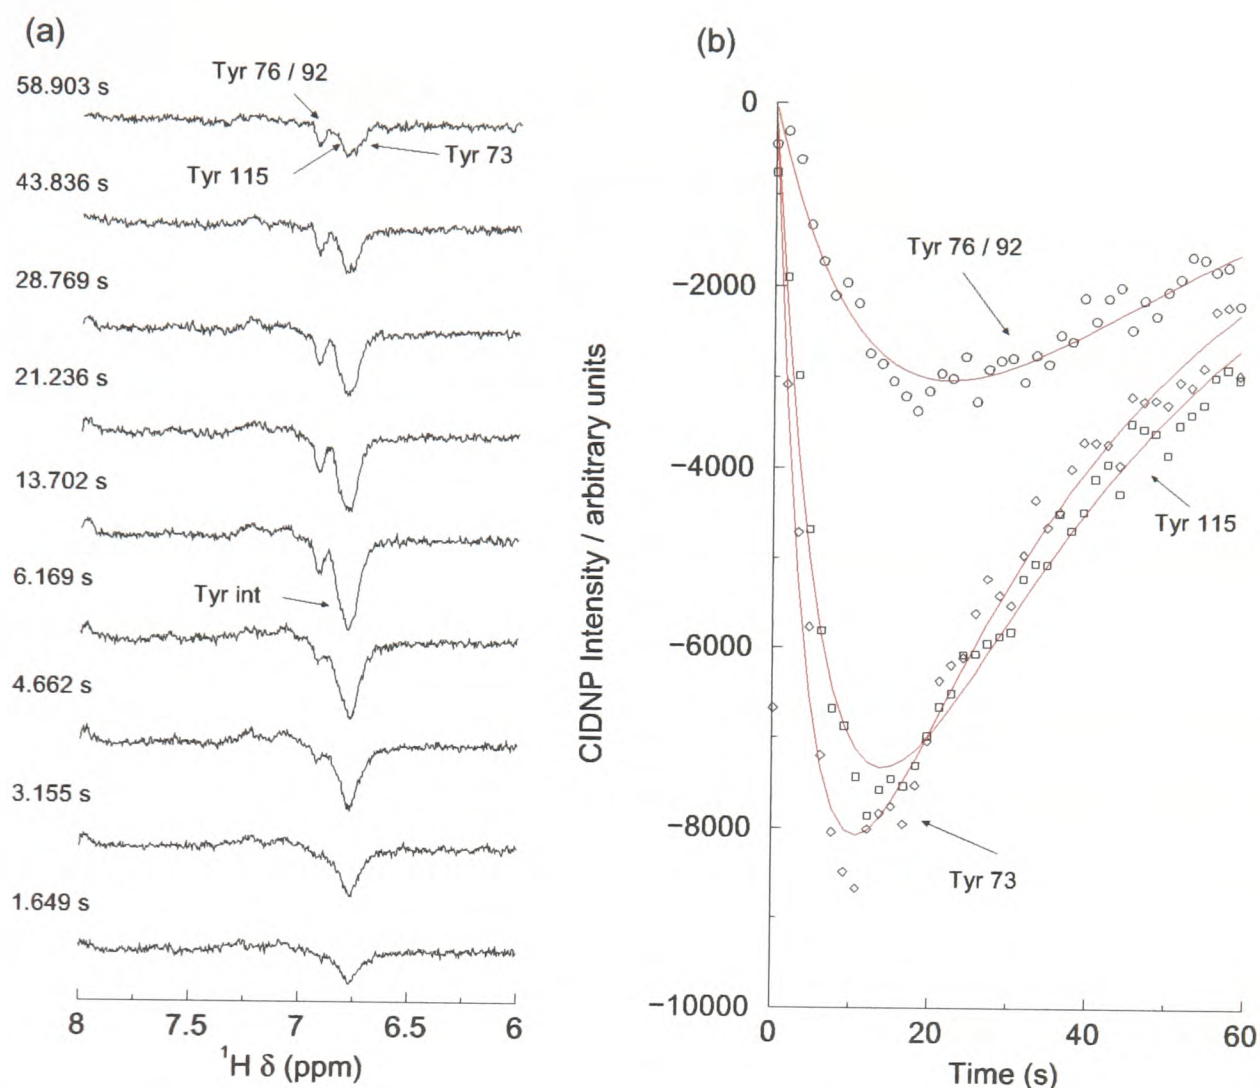 (a)
58.903 s
Tyr 76 / 92
Tyr 73
Tyr 115
43.836 s
28.769 s
21.236 s
13.702 s
6.169 s
Tyr int
4.662 s
3.155 s
1.649 s
8 7.5 7 6.5 6
¹H δ (ppm)
(b)
0
−2000
−4000
−6000
−8000
−10000
CIDNP Intensity / arbitrary units
Tyr 76 / 92
Tyr 115
Tyr 73
0 20 40 60
Time (s)